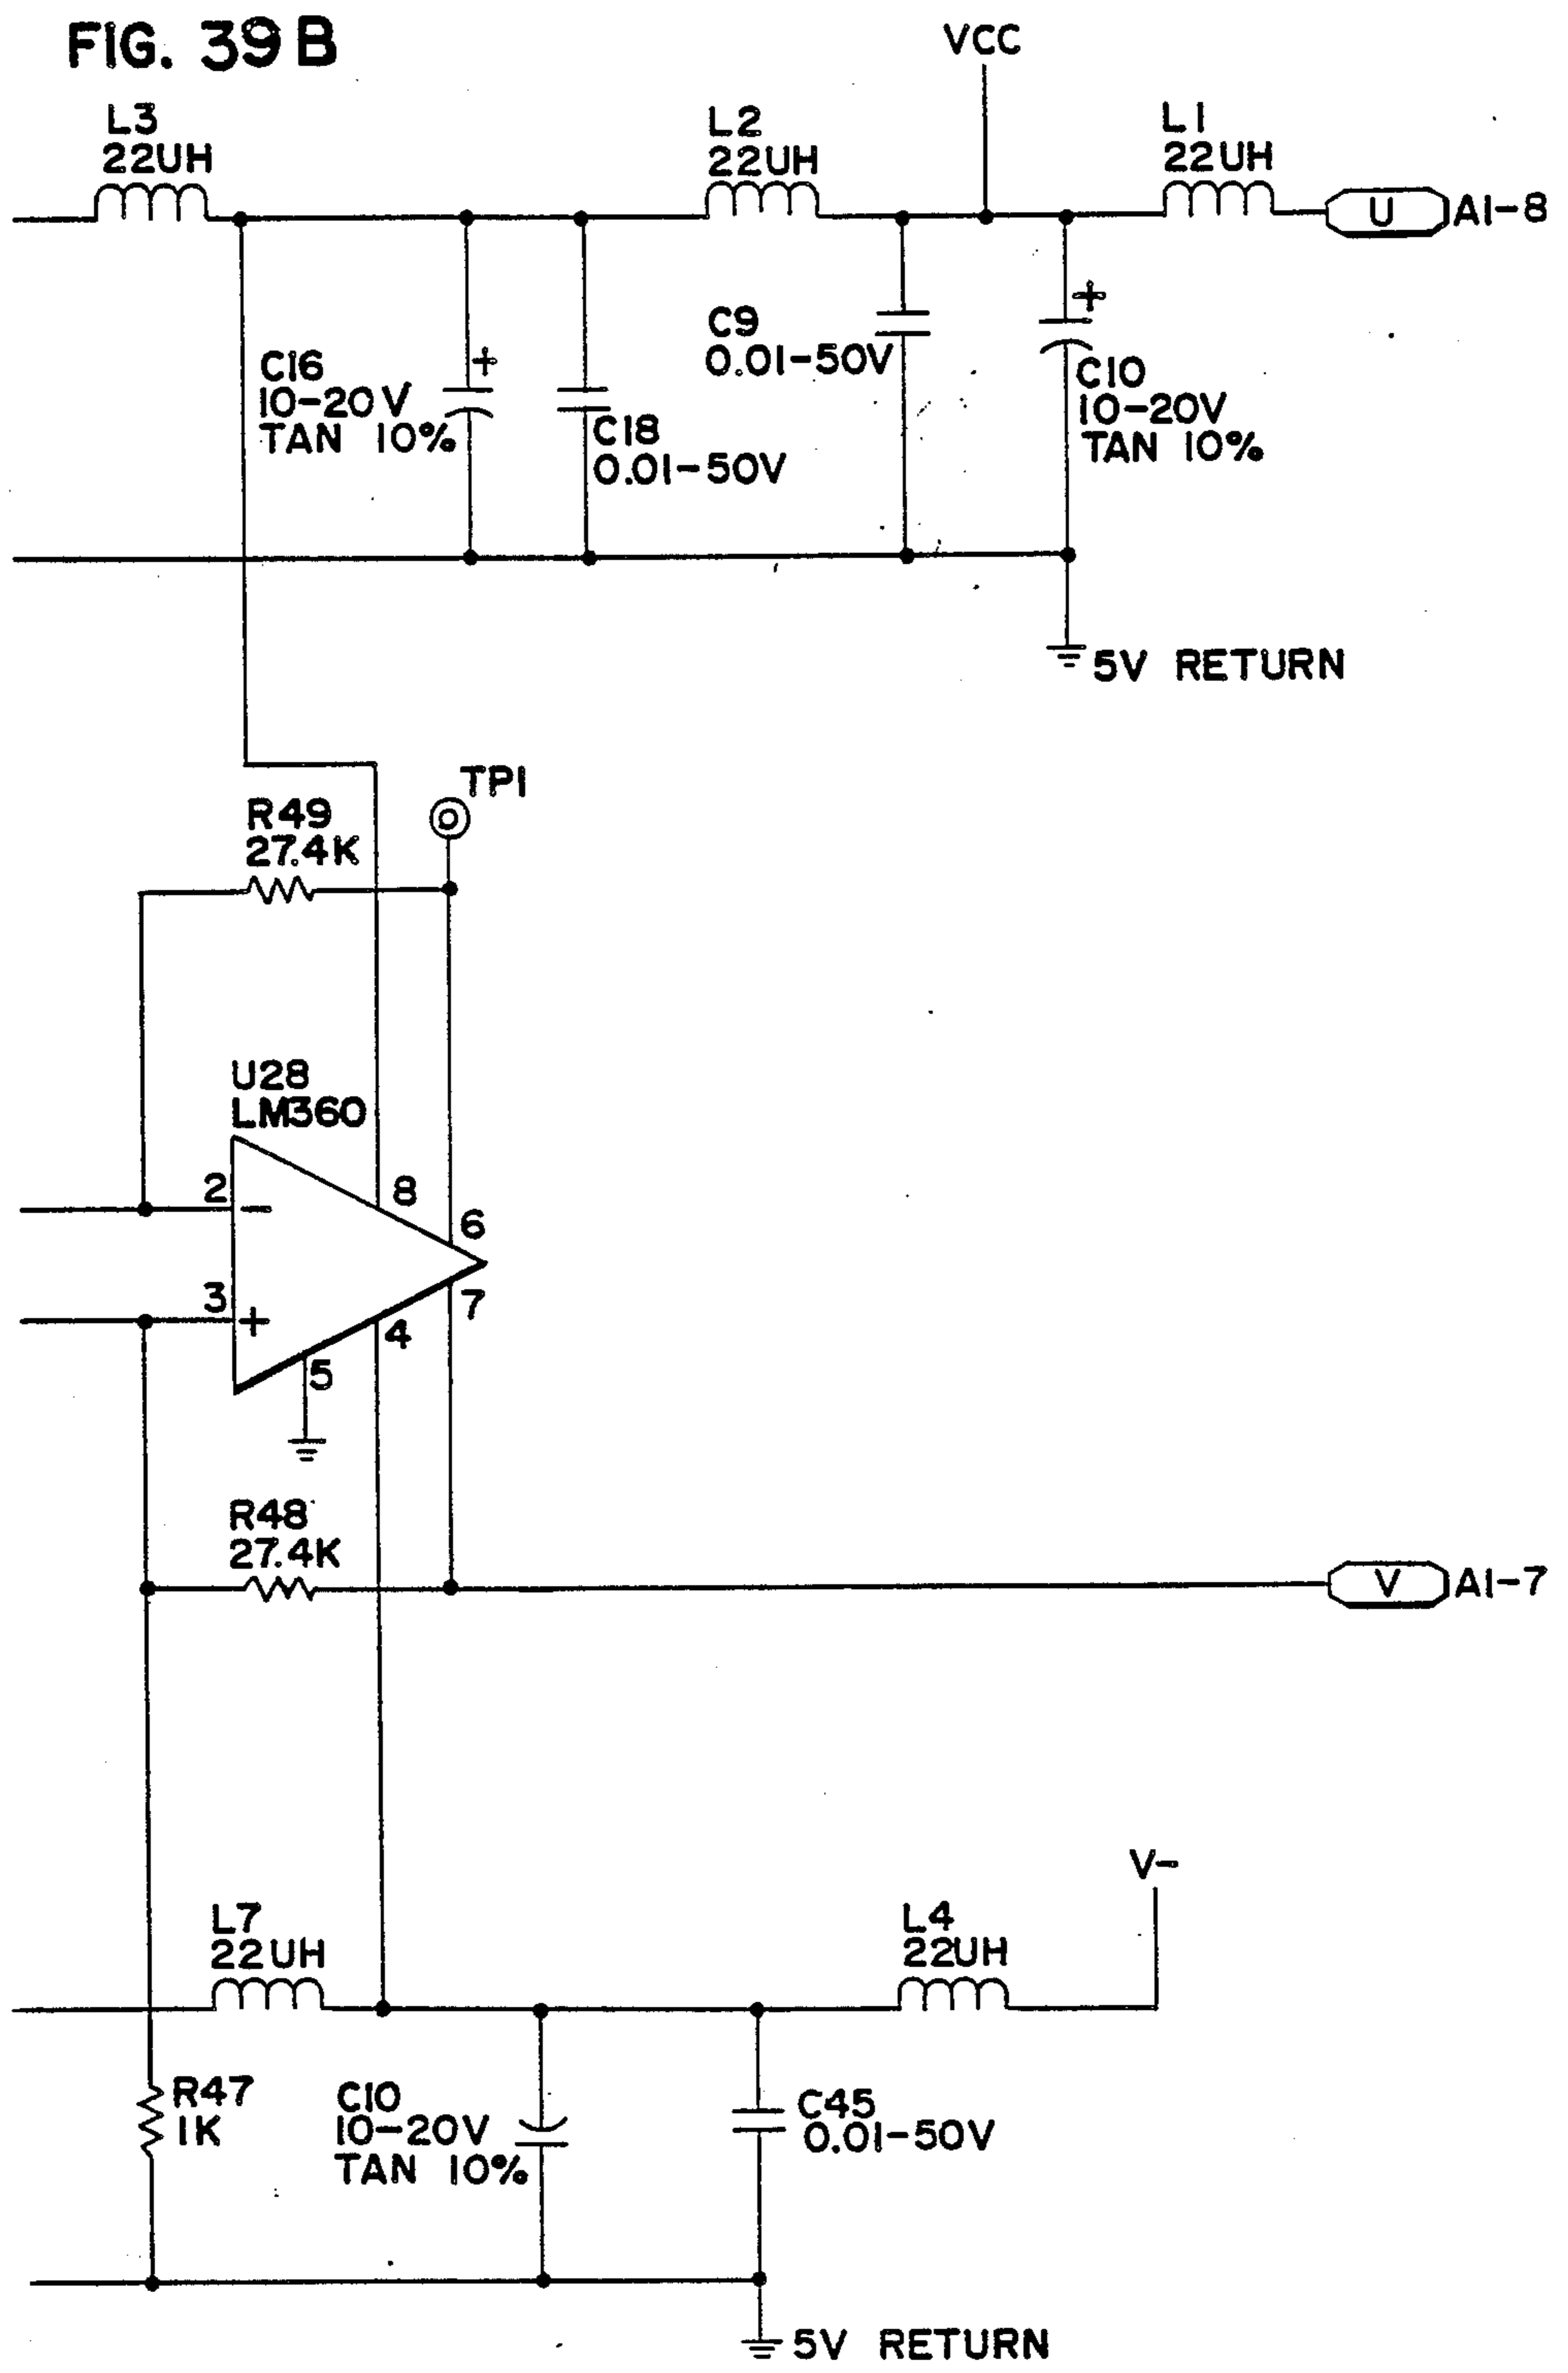 FIG. 39B
VCC
L3
22UH
L2
22UH
L1
22UH
U
A1-8
C16
10-20V
TAN 10%
+
C18
0.01-50V
C9
0.01-50V
+
C10
10-20V
TAN 10%
5V RETURN
TP1
R49
27.4K
U28
LM360
2
-
8
6
3
+
7
4
5
R48
27.4K
V
A1-7
V-
L7
22UH
L4
22UH
R47
1K
C10
10-20V
TAN 10%
C45
0.01-50V
5V RETURN